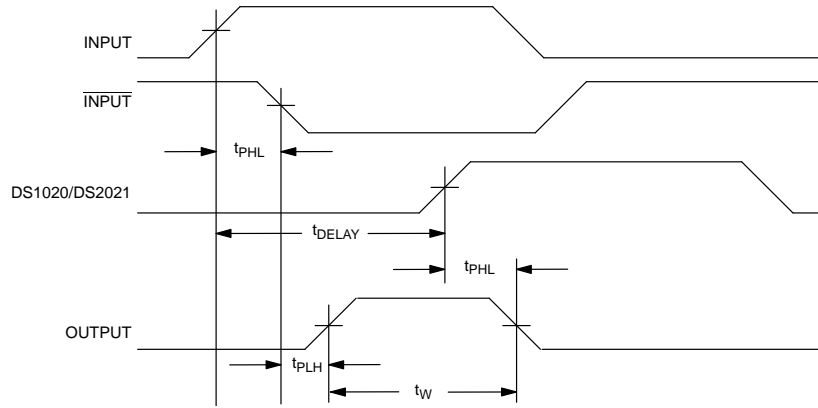 INPUT
INPUT
tPHL
DS1020/DS2021
tDELAY
tPHL
OUTPUT
tPLH
tW